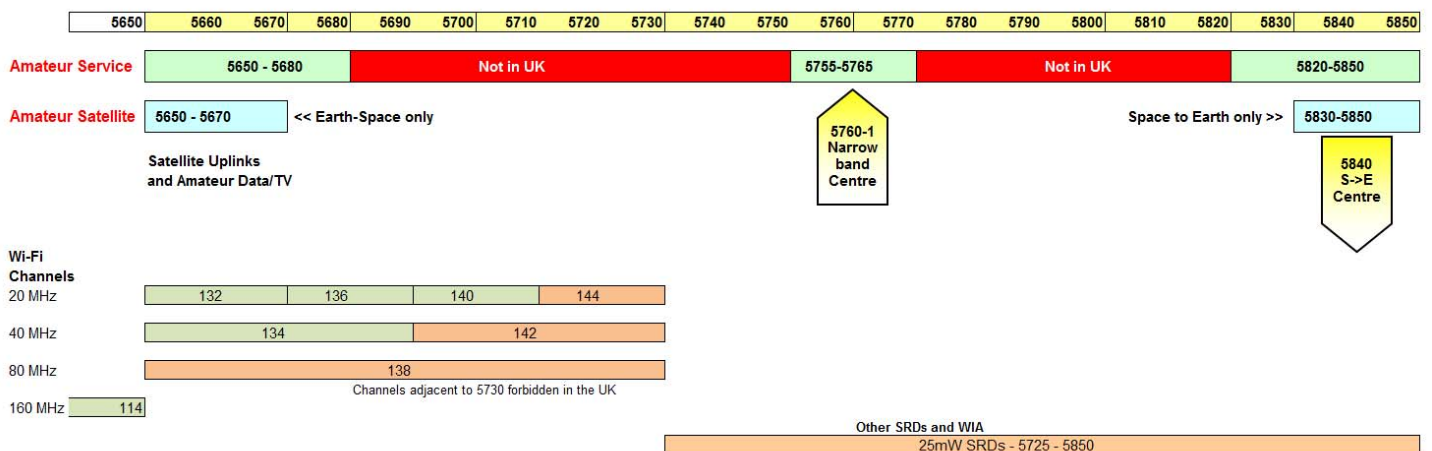 5650 5660 5670 5680 5690 5700 5710 5720 5730 5740 5750 5760 5770 5780 5790 5800 5810 5820 5830 5840 5850
Amateur Service 5650 - 5680 Not in UK 5755-5765 Not in UK 5820-5850
Amateur Satellite 5650 - 5670 << Earth-Space only Space to Earth only >> 5830-5850
5760-1
Narrow
band
Centre
5840
S->E
Centre
Satellite Uplinks
and Amateur Data/TV
Wi-Fi
Channels
20 MHz 132 136 140 144
40 MHz 134 142
80 MHz 138
Channels adjacent to 5730 forbidden in the UK
160 MHz 114
Other SRDs and WIA
25mW SRDs - 5725 - 5850